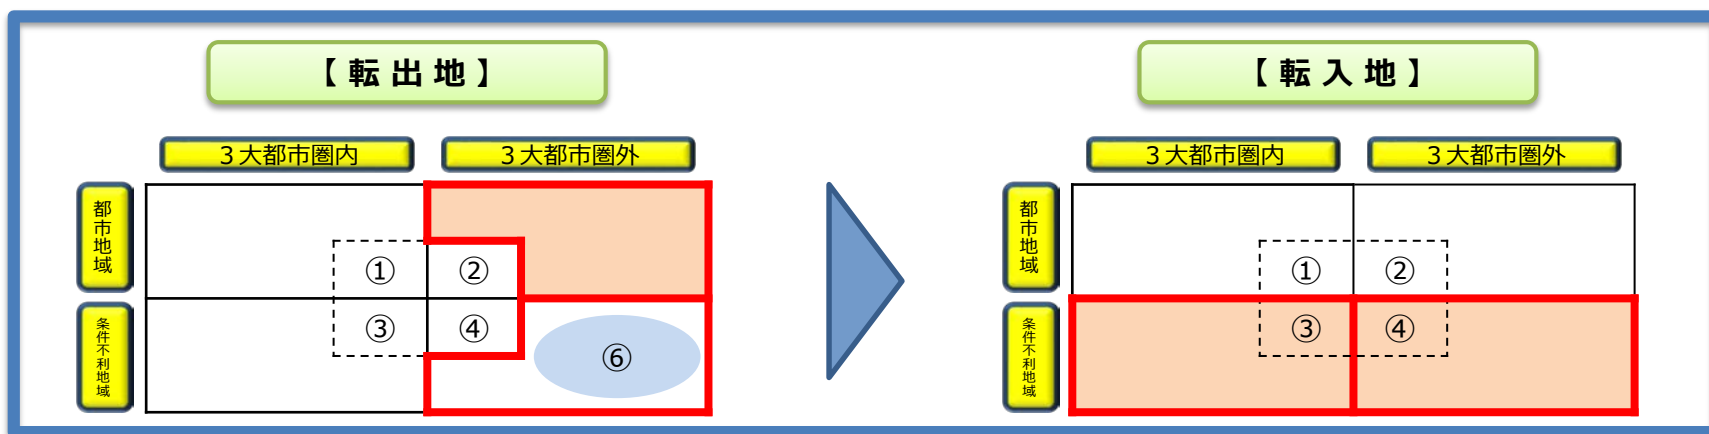 【転出地】
【転入地】
３大都市圏内
３大都市圏外
３大都市圏内
３大都市圏外
都市地域
①
②
都市地域
①
②
条件不利地域
③
④
⑥
条件不利地域
③
④